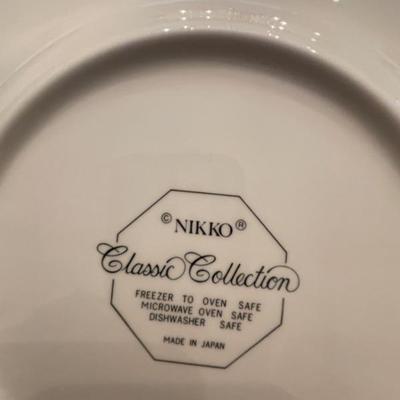 © NIKKO ®
Classic Collection
FREEZER TO OVEN SAFE
MICROWAVE OVEN SAFE
DISHWASHER SAFE
MADE IN JAPAN